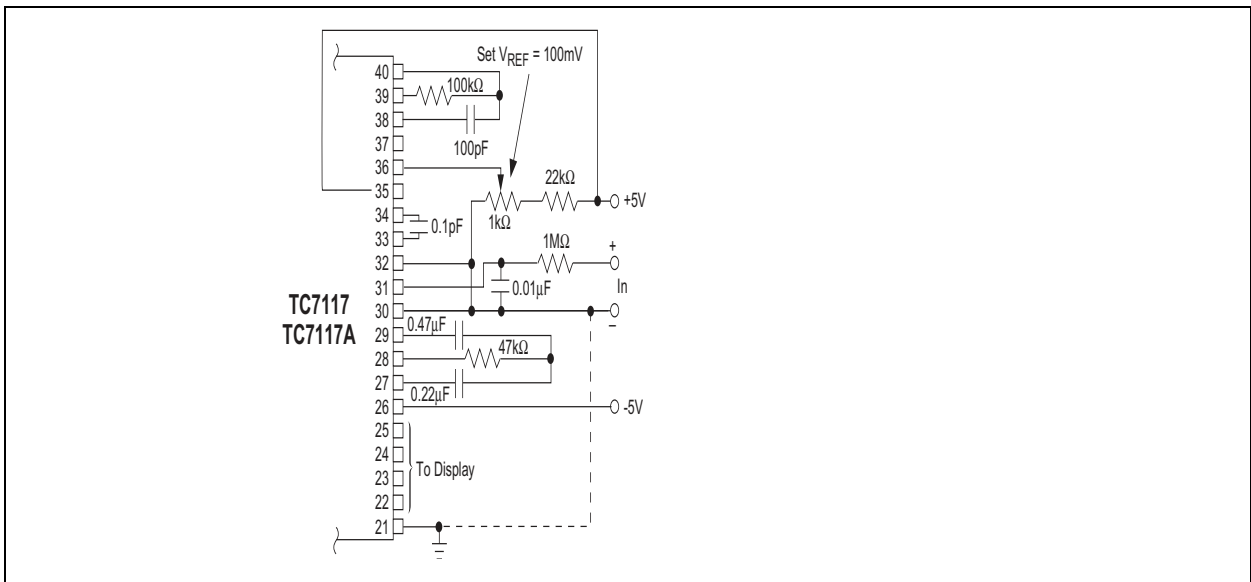 Set VREF = 100mV
40
39
100kΩ
38
100pF
37
36
22kΩ
35
+5V
1kΩ
34
0.1pF
33
1MΩ
+
32
31
0.01µF
In
TC7117
TC7117A
30
–
29
0.47µF
28
47kΩ
27
0.22µF
26
-5V
25
24
To Display
23
22
21